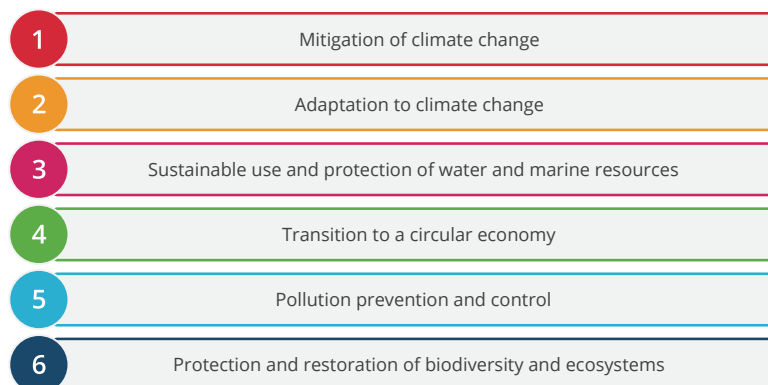 1 Mitigation of climate change
2 Adaptation to climate change
3 Sustainable use and protection of water and marine resources
4 Transition to a circular economy
5 Pollution prevention and control
6 Protection and restoration of biodiversity and ecosystems